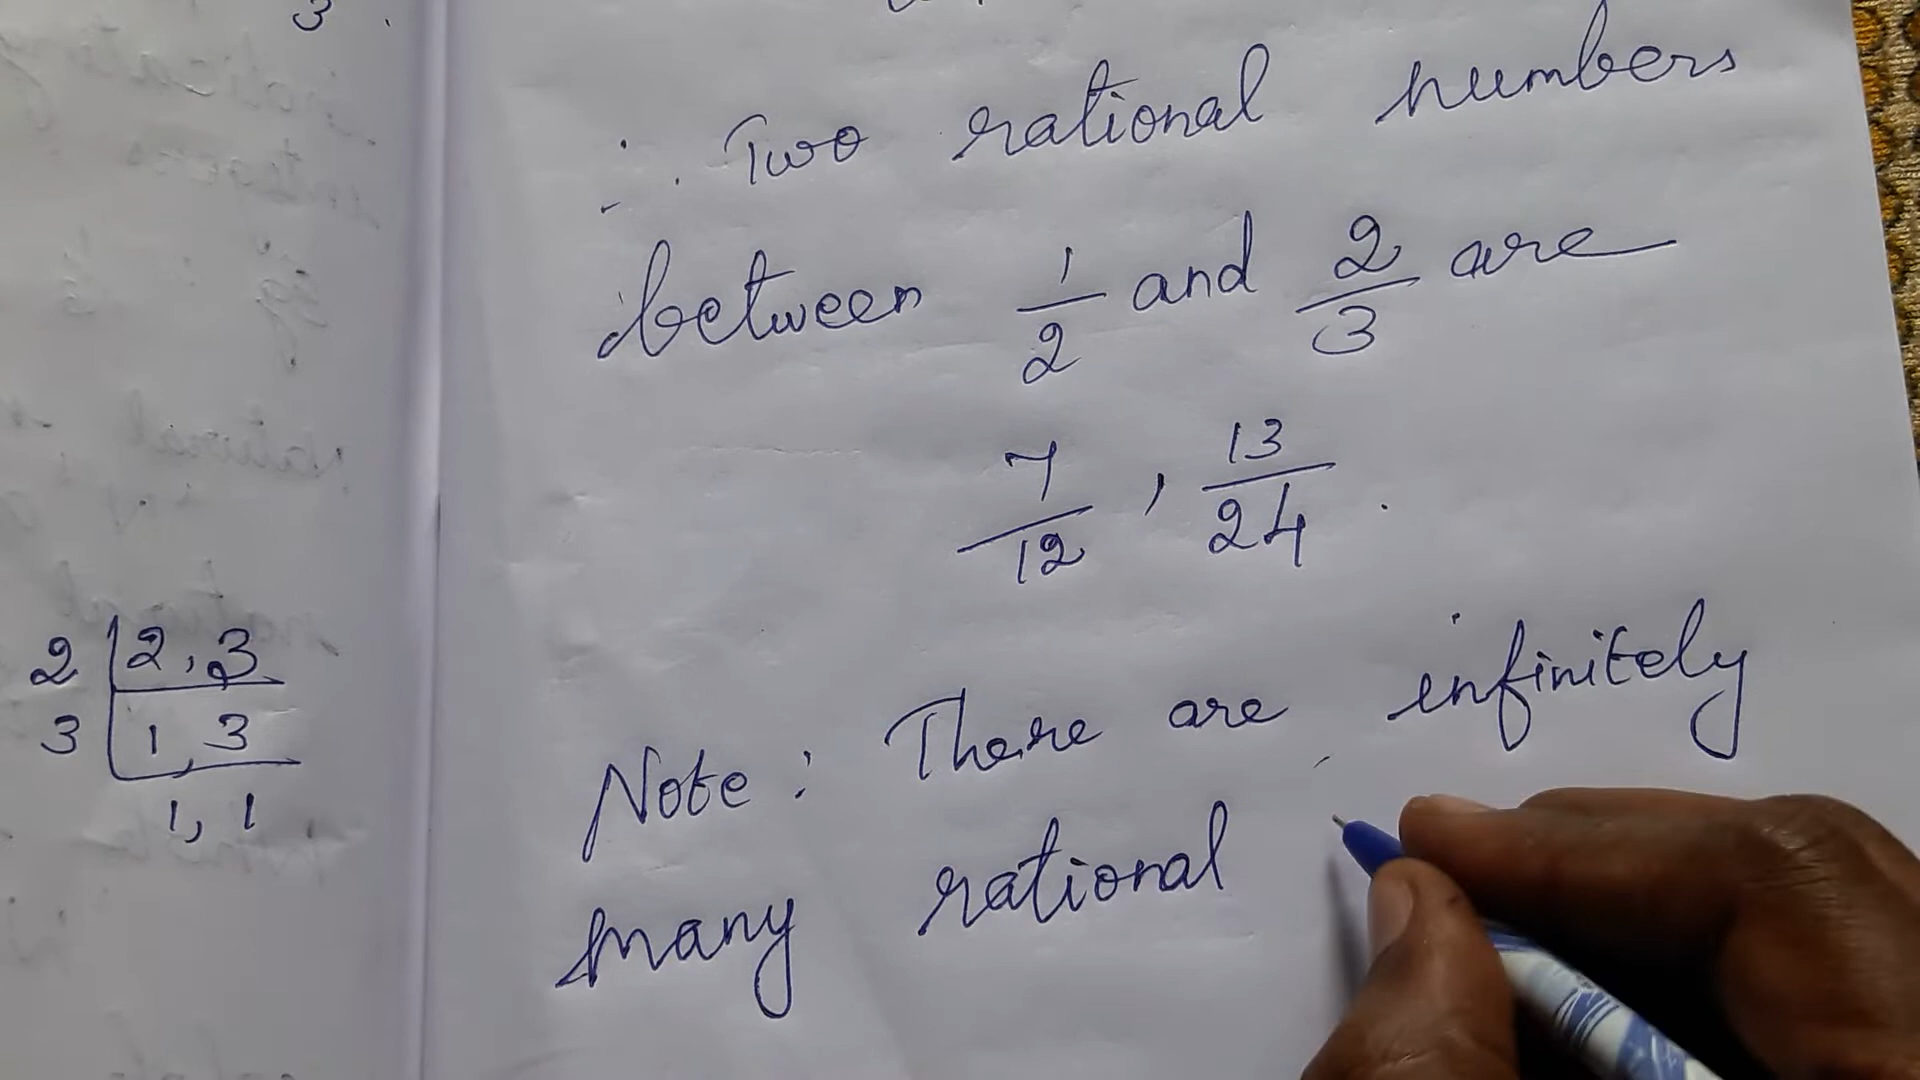 3
∴ Two rational numbers
between 1/2 and 2/3 are
7/12 , 13/24 .
2 | 2, 3
3 | 1, 3
1, 1
Note : There are infinitely
many rational